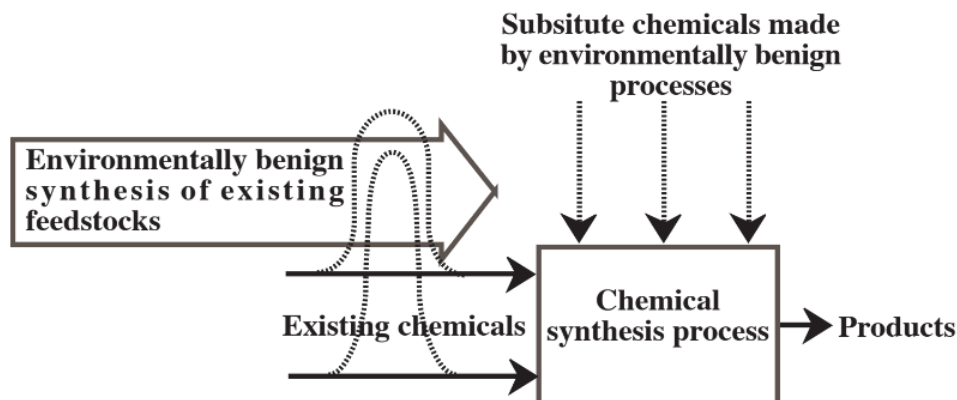 Subsitute chemicals made
by environmentally benign
processes
Environmentally benign
synthesis of existing
feedstocks
Existing chemicals
Chemical
synthesis process
Products